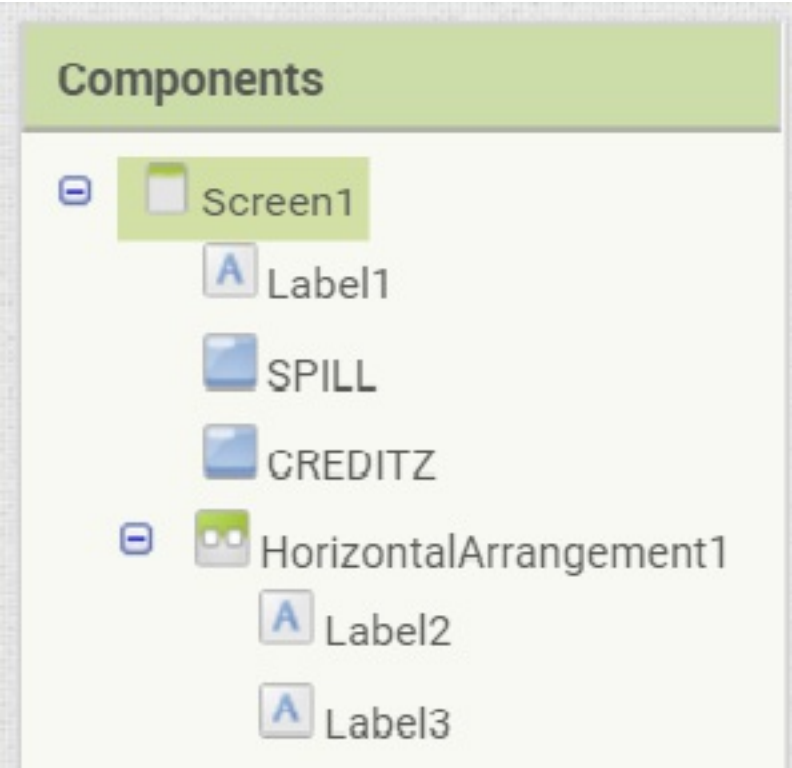 Components
Screen1
A Label1
SPILL
CREDITZ
HorizontalArrangement1
A Label2
A Label3